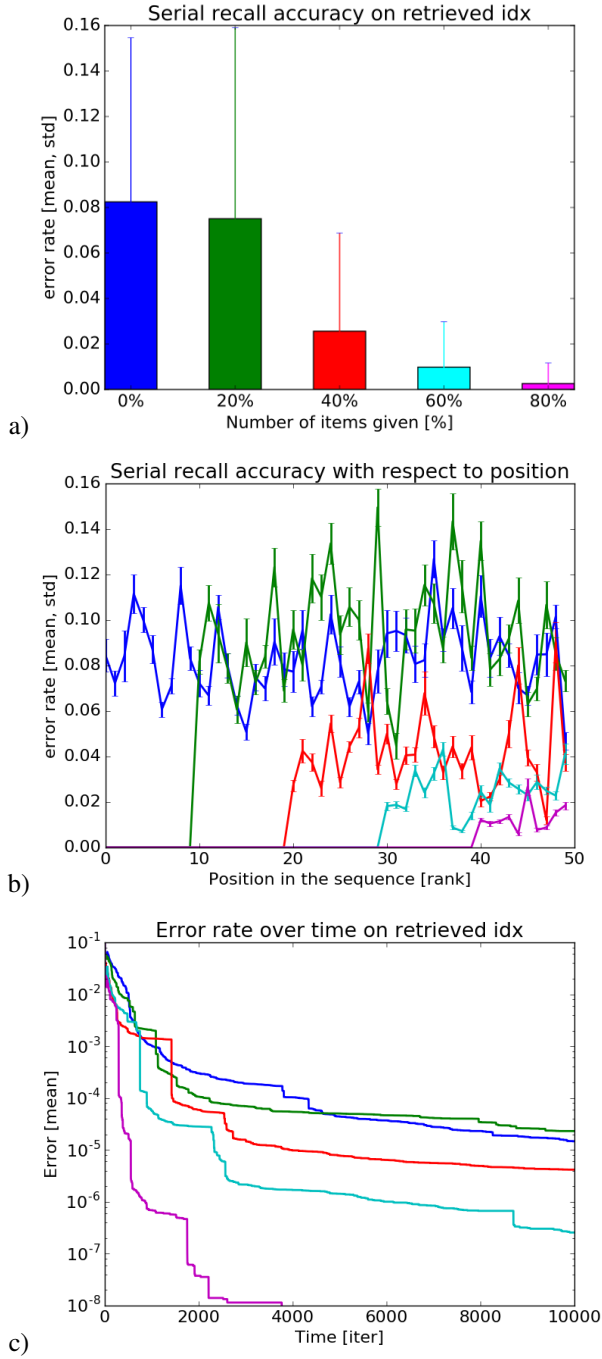 Serial recall accuracy on retrieved idx
0.16
0.14
0.12
0.10
0.08
0.06
0.04
0.02
0.00
error rate [mean, std]
0% 20% 40% 60% 80%
Number of items given [%]
a)
Serial recall accuracy with respect to position
0.16
0.14
0.12
0.10
0.08
0.06
0.04
0.02
0.00
error rate [mean, std]
0 10 20 30 40 50
Position in the sequence [rank]
b)
Error rate over time on retrieved idx
10⁻¹
10⁻²
10⁻³
10⁻⁴
10⁻⁵
10⁻⁶
10⁻⁷
10⁻⁸
Error [mean]
0 2000 4000 6000 8000 10000
Time [iter]
c)